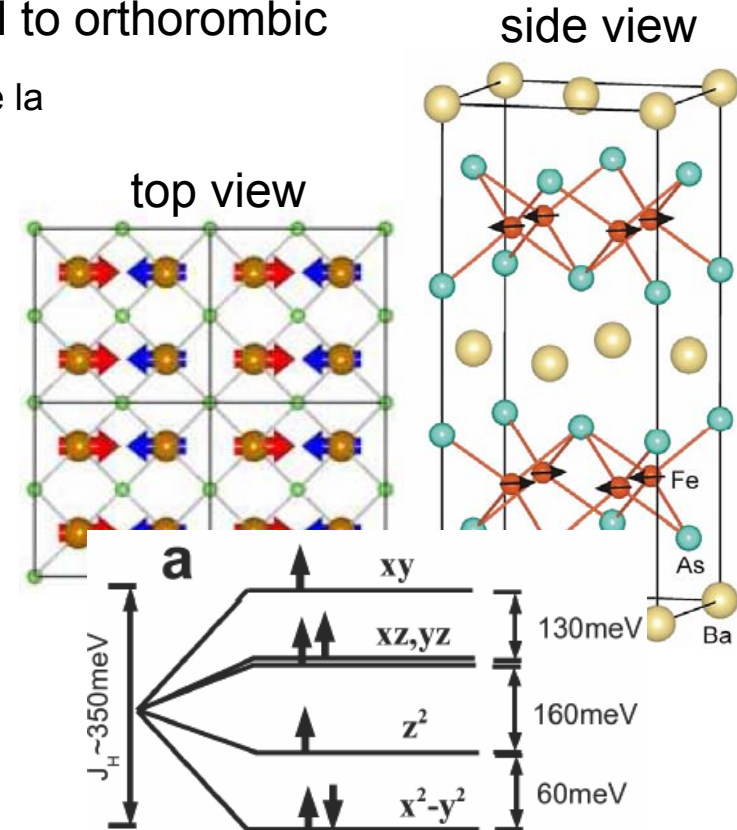 to orthorombic
side view
la
top view
Fe
As
Ba
a
xy
130meV
xz,yz
160meV
z²
x²-y²
60meV
J_H~350meV